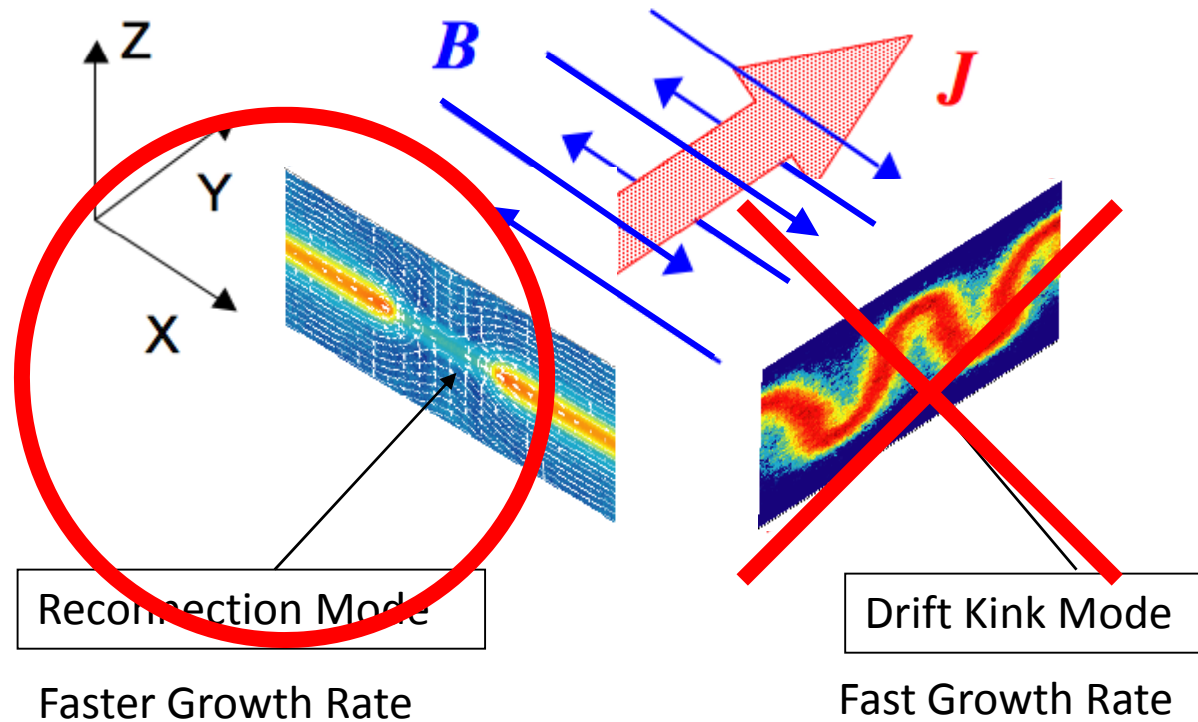 Z
B
J
Y
X
Reconnection Mode
Drift Kink Mode
Faster Growth Rate
Fast Growth Rate